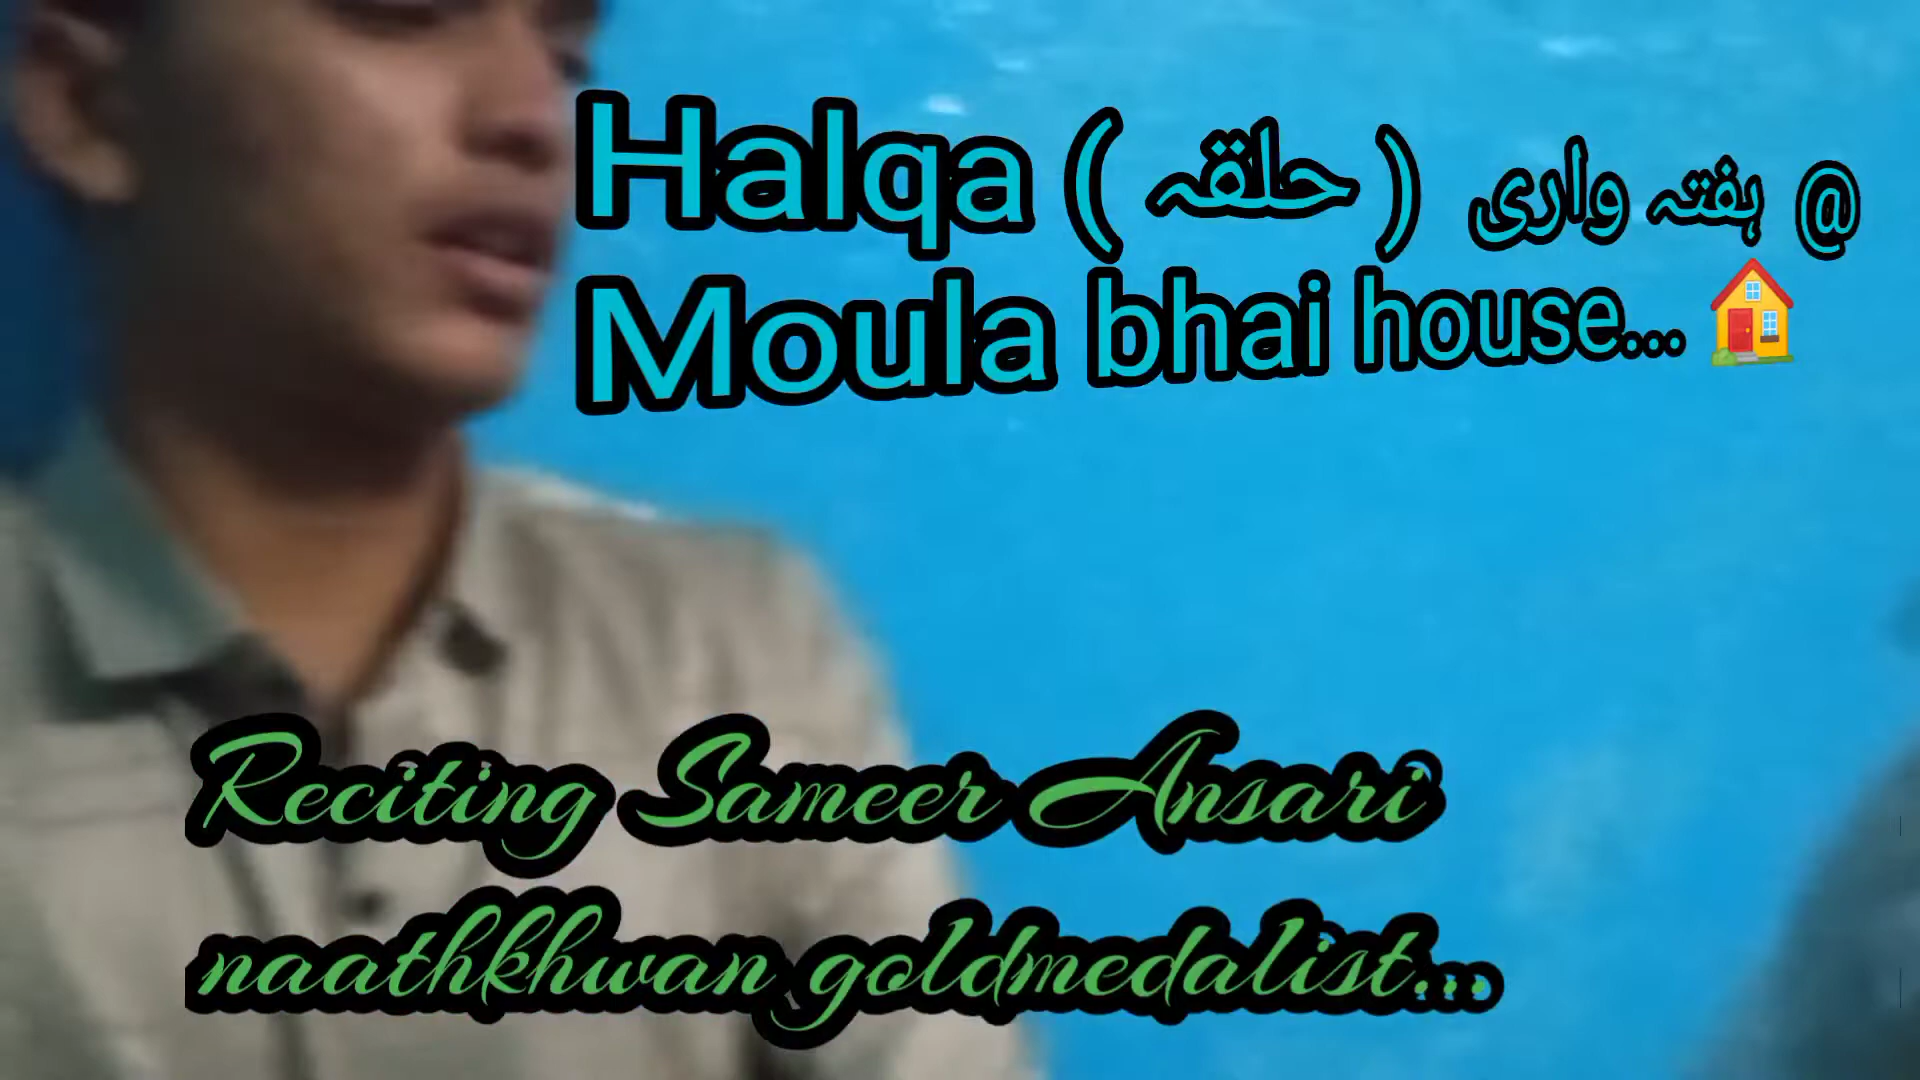 Halqa ( حلقہ ) ہفتہ واری @
Moula bhai house... 🏠
Reciting Sameer Ansari
naathkhwan goldmedalist...